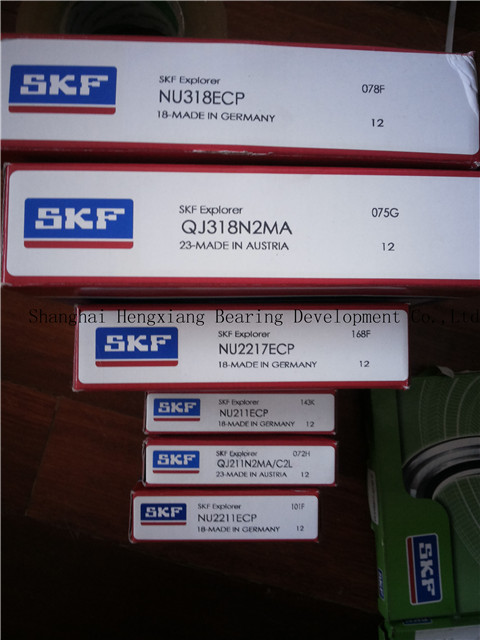 SKF
SKF Explorer
078F
NU318ECP
18-MADE IN GERMANY
12
SKF
SKF Explorer
075G
QJ318N2MA
23-MADE IN AUSTRIA
12
Shanghai Hengxiang Bearing Development Co.,Ltd
SKF
SKF Explorer
168F
NU2217ECP
18-MADE IN GERMANY
12
SKF
SKF Explorer
143K
NU211ECP
18-MADE IN GERMANY
12
SKF
SKF Explorer
072H
QJ211N2MA/C2L
23-MADE IN AUSTRIA
12
SKF
SKF Explorer
101F
NU2211ECP
18-MADE IN GERMANY
12
SKF
SKF